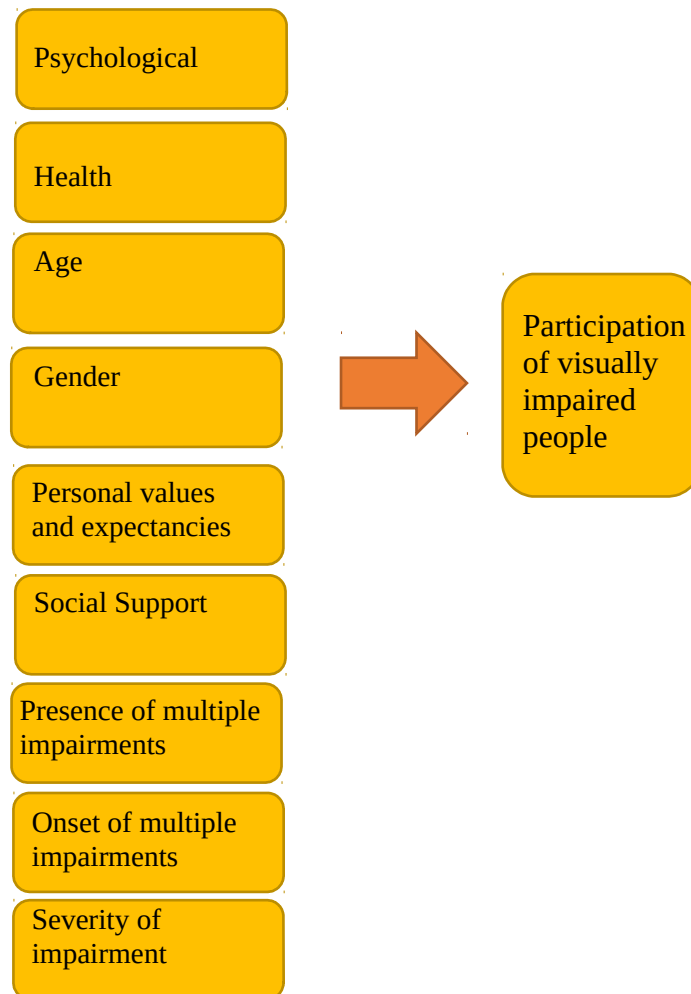 Psychological
Health
Age
Gender
Personal values
and expectancies
Social Support
Presence of multiple
impairments
Onset of multiple
impairments
Severity of
impairment
Participation
of visually
impaired
people